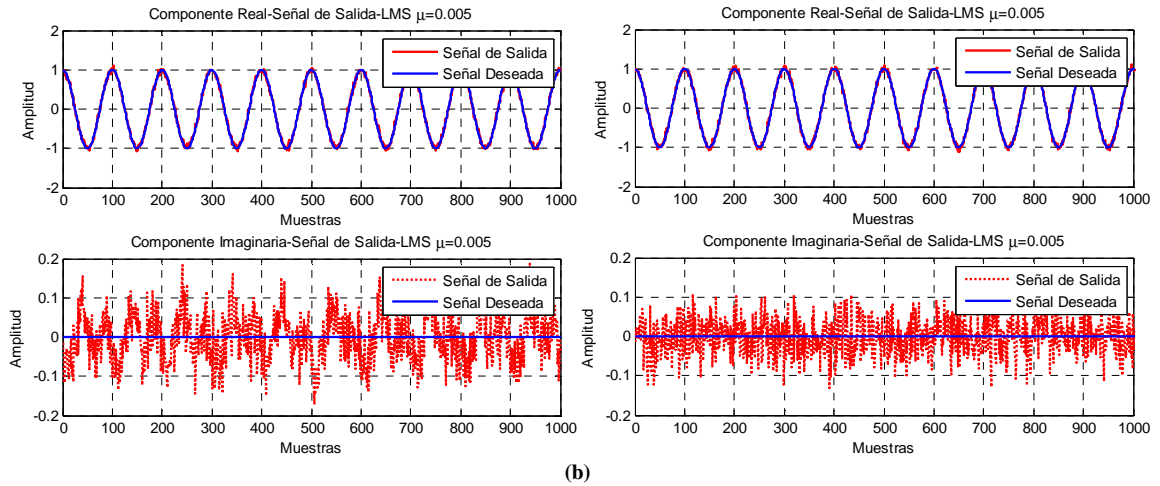 Componente Real-Señal de Salida-LMS µ=0.005
2
1
0
-1
-2
Amplitud
Señal de Salida
Señal Deseada
0 100 200 300 400 500 600 700 800 900 1000
Muestras
Componente Real-Señal de Salida-LMS µ=0.005
2
1
0
-1
-2
Amplitud
Señal de Salida
Señal Deseada
0 100 200 300 400 500 600 700 800 900 1000
Muestras
Componente Imaginaria-Señal de Salida-LMS µ=0.005
0.2
0.1
0
-0.1
-0.2
Amplitud
Señal de Salida
Señal Deseada
0 100 200 300 400 500 600 700 800 900 1000
Muestras
Componente Imaginaria-Señal de Salida-LMS µ=0.005
0.2
0.1
0
-0.1
-0.2
Amplitud
Señal de Salida
Señal Deseada
0 100 200 300 400 500 600 700 800 900 1000
Muestras
(b)